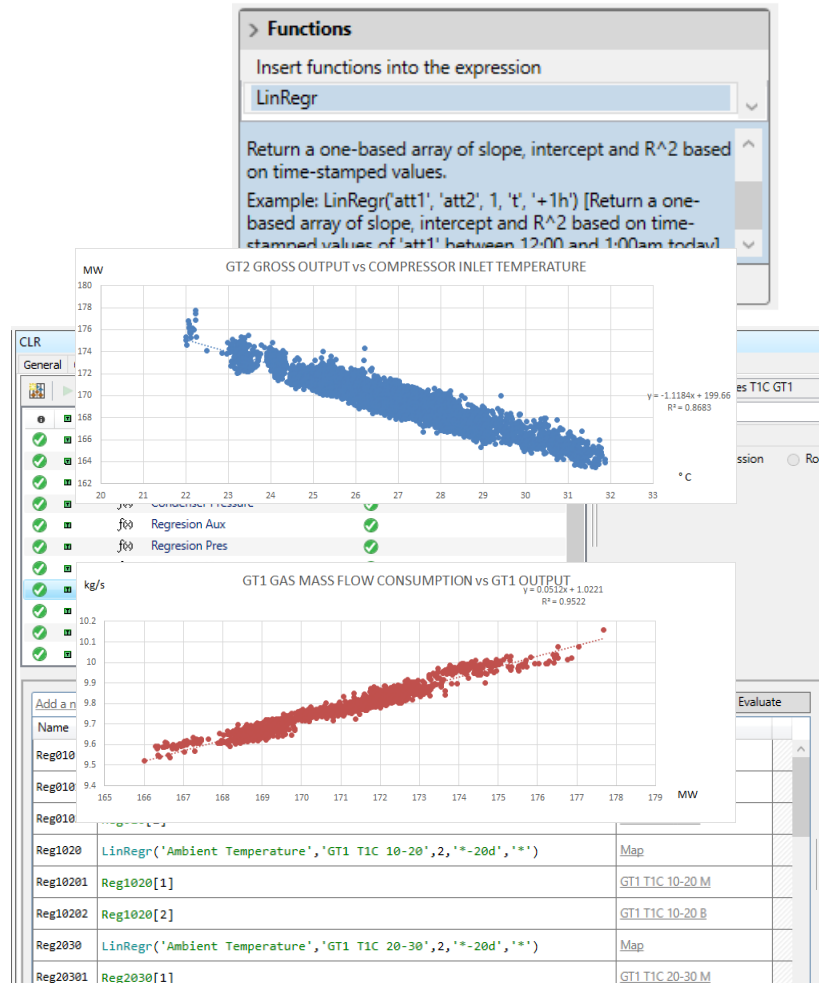 Functions
Insert functions into the expression
LinRegr
Return a one-based array of slope, intercept and R^2 based
on time-stamped values.
Example: LinRegr('att1', 'att2', 1, 't', '+1h') [Return a one-
based array of slope, intercept and R^2 based on time-
stamped values of 'att1' between 12:00 and 1:00am today]
MW
GT2 GROSS OUTPUT vs COMPRESSOR INLET TEMPERATURE
180
178
176
174
172
170
168
166
164
162
20 21 22 23 24 25 26 27 28 29 30 31 32 33
y = -1.1184x + 199.66
R² = 0.8683
°C
CLR
General
es T1C GT1
ssion Ro
Condenser Pressure
f(x) Regresion Aux
f(x) Regresion Pres
kg/s
GT1 GAS MASS FLOW CONSUMPTION vs GT1 OUTPUT
y = 0.0512x + 1.0221
R² = 0.9522
10.2
10.1
10
9.9
9.8
9.7
9.6
9.5
9.4
165 166 167 168 169 170 171 172 173 174 175 176 177 178 179
MW
Add a n
Evaluate
Name
Reg010
Reg010
Reg010
Reg1020 LinRegr('Ambient Temperature','GT1 T1C 10-20',2,'*-20d','*') Map
Reg10201 Reg1020[1] GT1 T1C 10-20 M
Reg10202 Reg1020[2] GT1 T1C 10-20 B
Reg2030 LinRegr('Ambient Temperature','GT1 T1C 20-30',2,'*-20d','*') Map
Reg20301 Reg2030[1] GT1 T1C 20-30 M